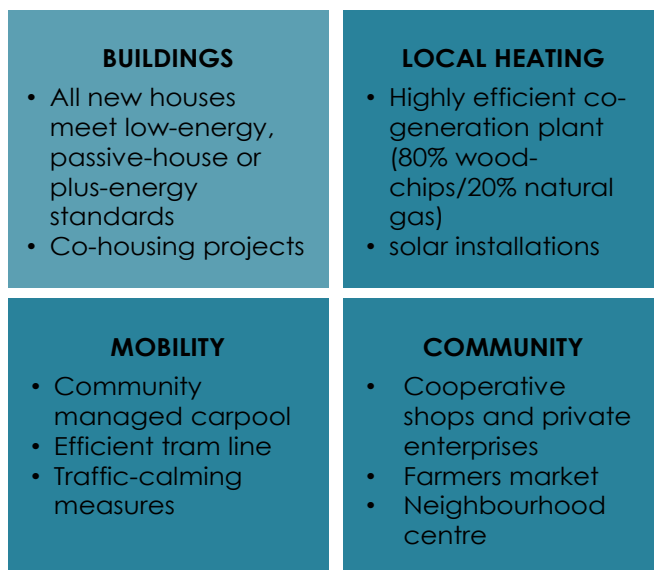 BUILDINGS
• All new houses
meet low-energy,
passive-house or
plus-energy
standards
• Co-housing projects
LOCAL HEATING
• Highly efficient co-
generation plant
(80% wood-
chips/20% natural
gas)
• solar installations
MOBILITY
• Community
managed carpool
• Efficient tram line
• Traffic-calming
measures
COMMUNITY
• Cooperative
shops and private
enterprises
• Farmers market
• Neighbourhood
centre